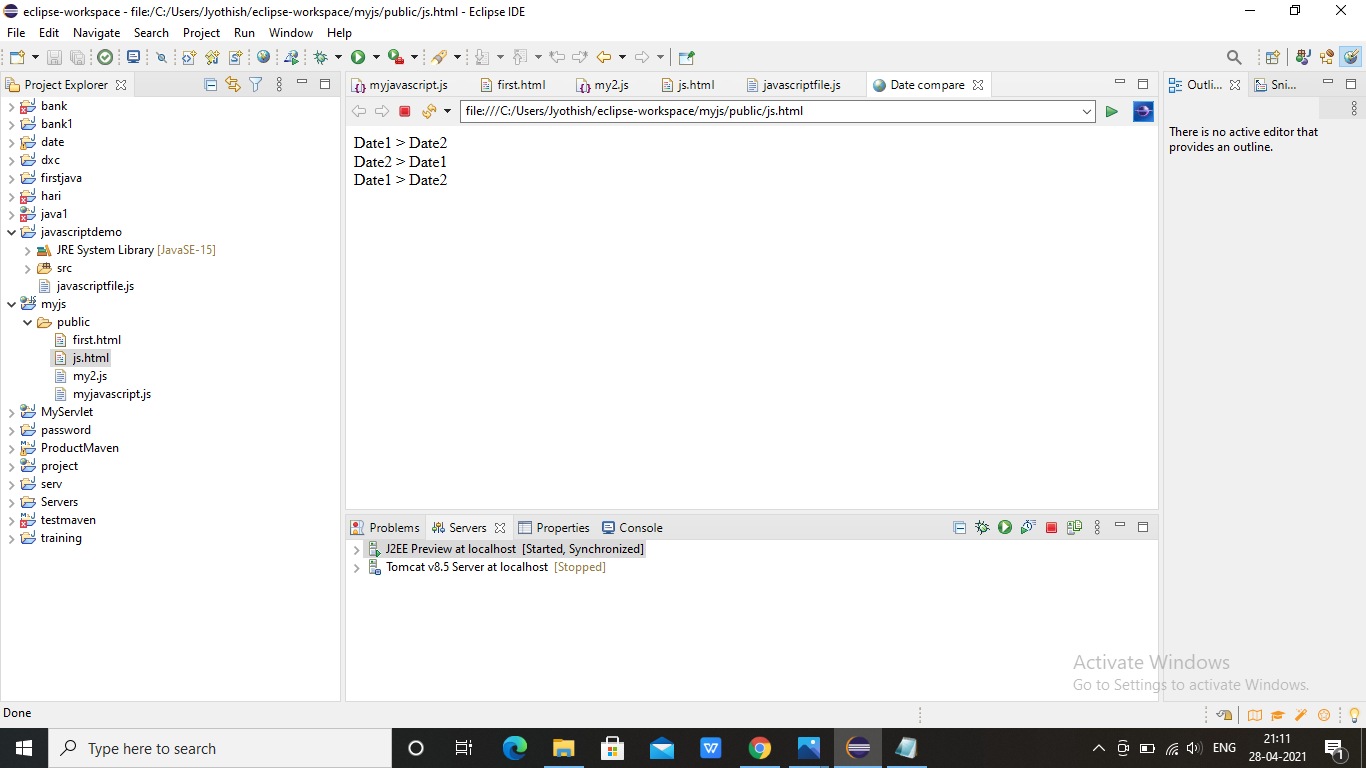 eclipse-workspace - file:/C:/Users/Jyothish/eclipse-workspace/myjs/public/js.html - Eclipse IDE
File Edit Navigate Search Project Run Window Help
Project Explorer
bank
bank1
date
dxc
firstjava
hari
java1
javascriptdemo
JRE System Library [JavaSE-15]
src
javascriptfile.js
myjs
public
first.html
js.html
my2.js
myjavascript.js
MyServlet
password
ProductMaven
project
serv
Servers
testmaven
training
myjavascript.js first.html my2.js js.html javascriptfile.js Date compare
file:///C:/Users/Jyothish/eclipse-workspace/myjs/public/js.html
Date1 > Date2
Date2 > Date1
Date1 > Date2
Outli... Sni...
There is no active editor that
provides an outline.
Problems Servers Properties Console
J2EE Preview at localhost [Started, Synchronized]
Tomcat v8.5 Server at localhost [Stopped]
Activate Windows
Go to Settings to activate Windows.
Done
Type here to search
ENG
21:11
28-04-2021
1